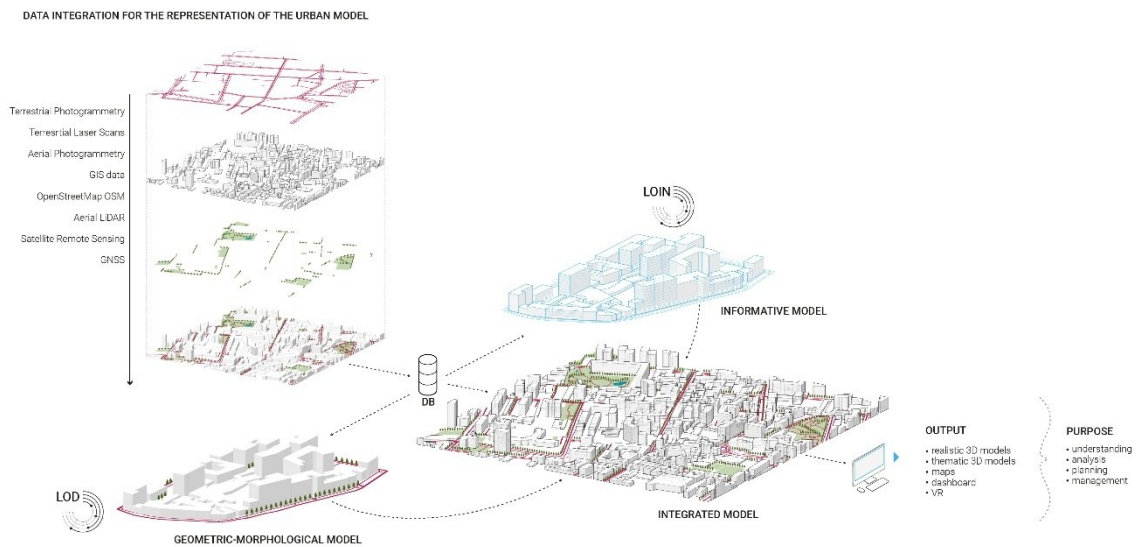 DATA INTEGRATION FOR THE REPRESENTATION OF THE URBAN MODEL
Terrestrial Photogrammetry
Terresrtial Laser Scans
Aerial Photogrammetry
GIS data
OpenStreetMap OSM
Aerial LiDAR
Satellite Remote Sensing
GNSS
LOIN
INFORMATIVE MODEL
DB
LOD
GEOMETRIC-MORPHOLOGICAL MODEL
INTEGRATED MODEL
OUTPUT
• realistic 3D models
• thematic 3D models
• maps
• dashboard
• VR
PURPOSE
• understanding
• analysis
• planning
• management